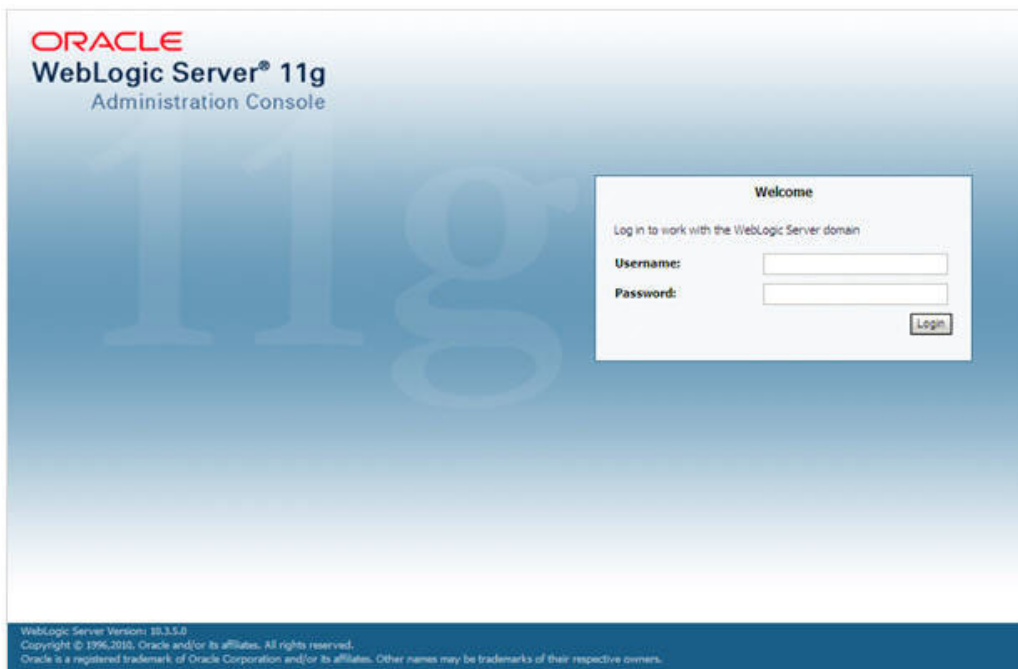 ORACLE
WebLogic Server® 11g
Administration Console
11g
Welcome
Log in to work with the WebLogic Server domain
Username:
Password:
Login
WebLogic Server Version: 10.3.5.0
Copyright © 1996,2010, Oracle and/or its affiliates. All rights reserved.
Oracle is a registered trademark of Oracle Corporation and/or its affiliates. Other names may be trademarks of their respective owners.